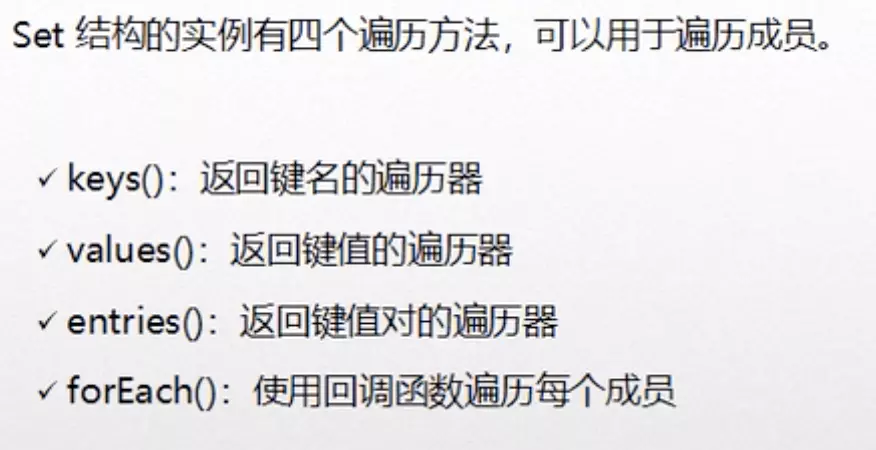 Set 结构的实例有四个遍历方法，可以用于遍历成员。
✓ keys()：返回键名的遍历器
✓ values()：返回键值的遍历器
✓ entries()：返回键值对的遍历器
✓ forEach()：使用回调函数遍历每个成员